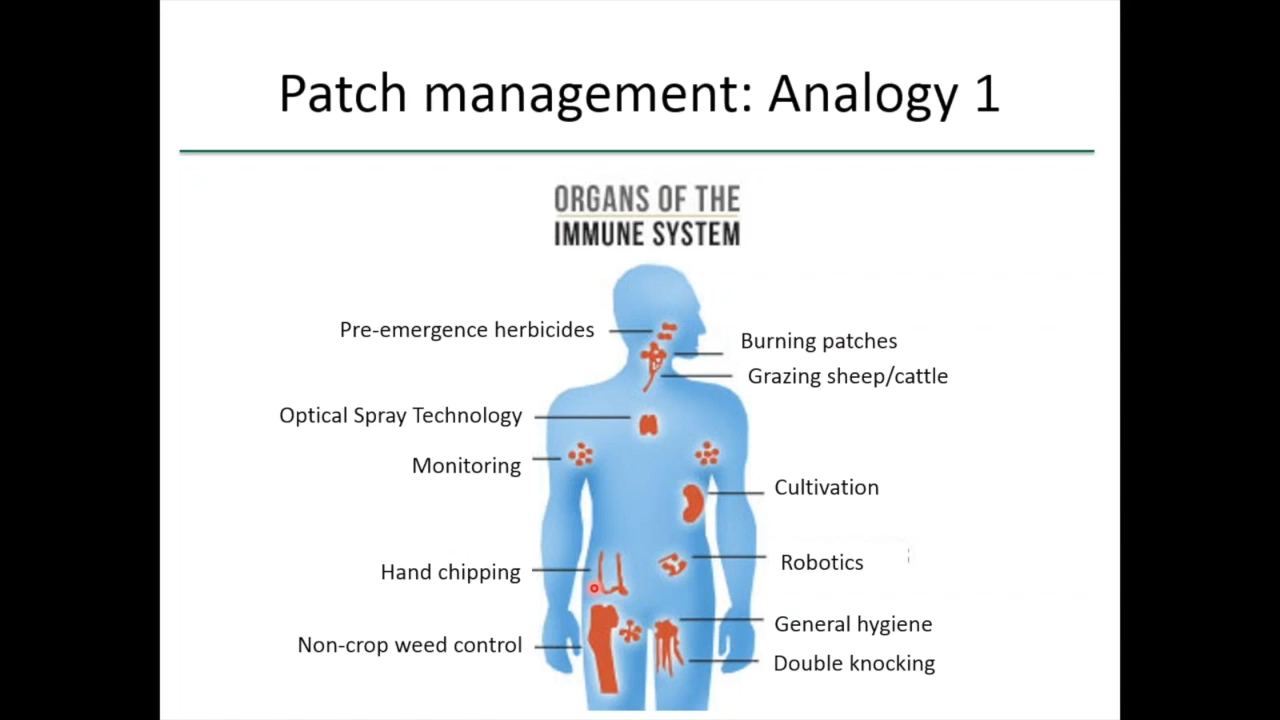 Patch management: Analogy 1
ORGANS OF THE
IMMUNE SYSTEM
Pre-emergence herbicides
Burning patches
Grazing sheep/cattle
Optical Spray Technology
Monitoring
Cultivation
Robotics
Hand chipping
General hygiene
Non-crop weed control
Double knocking